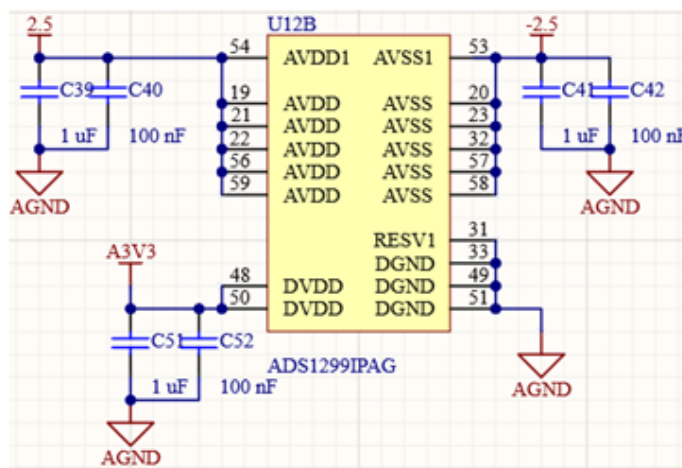 2.5
U12B
-2.5
54 AVDD1 AVSS1 53
C39 C40
C41 C42
19 AVDD AVSS 20
21 AVDD AVSS 23
1 uF 100 nF
22 AVDD AVSS 32
1 uF 100 nF
56 AVDD AVSS 57
59 AVDD AVSS 58
AGND
AGND
RESV1 31
A3V3
DGND 33
48 DVDD DGND 49
50 DVDD DGND 51
C51 C52
ADS1299IPAG
1 uF 100 nF
AGND
AGND